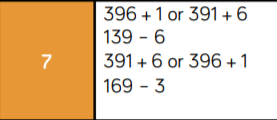 7
396 + 1 or 391 + 6
139 – 6
391 + 6 or 396 + 1
169 – 3